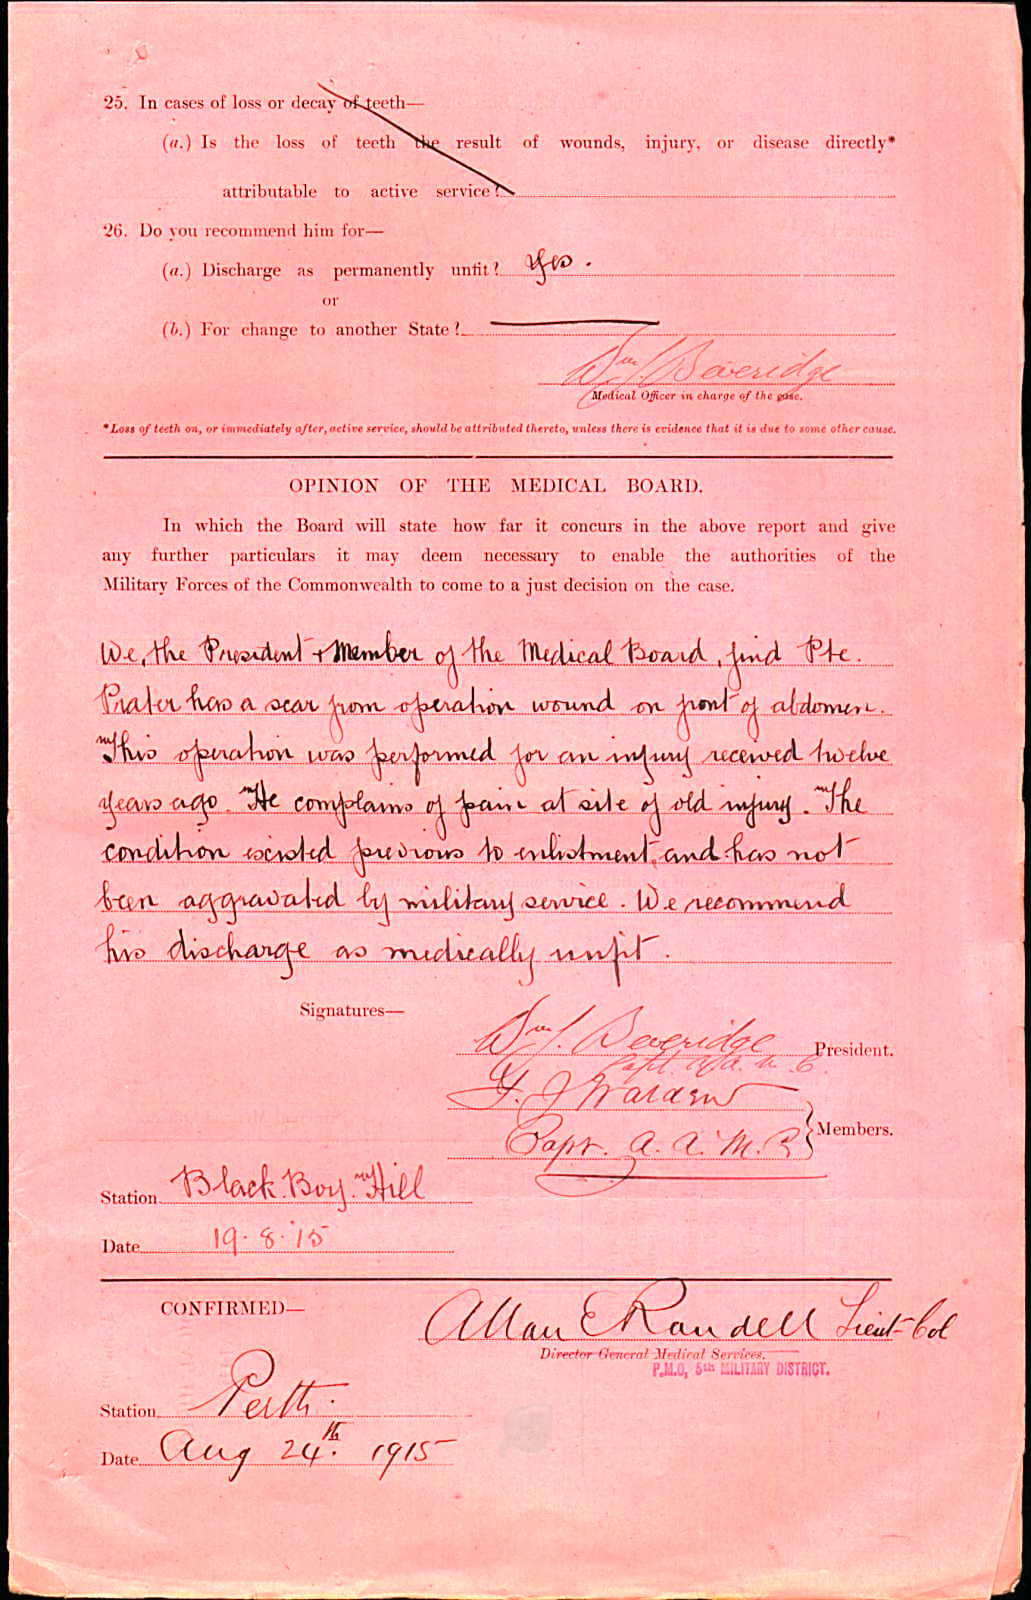 25. In cases of loss or decay of teeth—
(a.) Is the loss of teeth the result of wounds, injury, or disease directly*
attributable to active service?
26. Do you recommend him for—
(a.) Discharge as permanently unfit? Yes.
or
(b.) For change to another State?
Wm J. Beveridge
Medical Officer in charge of the case.
*Loss of teeth on, or immediately after, active service, should be attributed thereto, unless there is evidence that it is due to some other cause.
OPINION OF THE MEDICAL BOARD.
In which the Board will state how far it concurs in the above report and give
any further particulars it may deem necessary to enable the authorities of the
Military Forces of the Commonwealth to come to a just decision on the case.
We, the President + Member of the Medical Board, find Pte.
Prater has a scar from operation wound on front of abdomen.
This operation was performed for an injury received twelve
years ago. He complains of pain at site of old injury. The
condition existed previous to enlistment, and has not
been aggravated by military service. We recommend
his discharge as medically unfit.
Signatures—
Wm J. Beveridge President.
Capt. A.A.M.C.
G. J. Warden
Capt. A.A.M.C. Members.
Station Black Boy Hill
Date 19.8.15
CONFIRMED—
Allan E Randell Lieut-Col
Director General Medical Services.
P.M.O, 5th MILITARY DISTRICT.
Station Perth.
Date Aug 24th. 1915